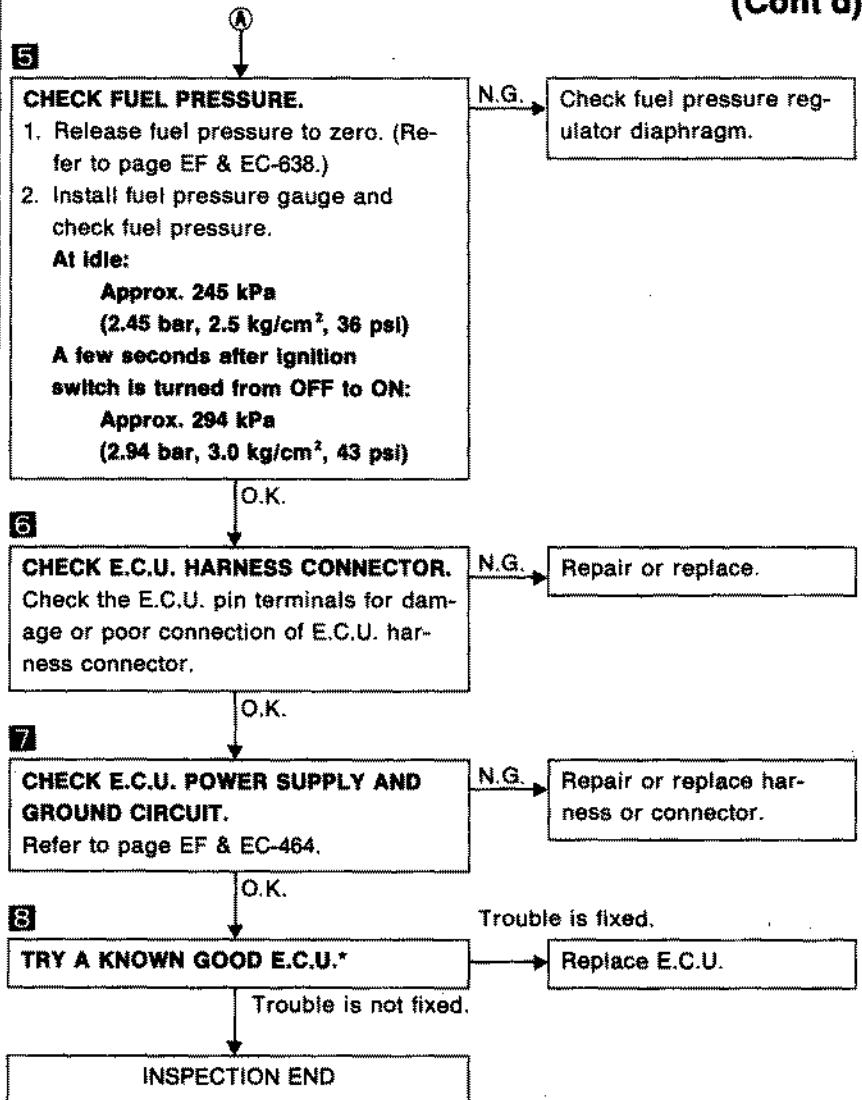 (Cont'd)
Ⓐ
5
CHECK FUEL PRESSURE.
1. Release fuel pressure to zero. (Re-
fer to page EF & EC-638.)
2. Install fuel pressure gauge and
check fuel pressure.
At idle:
Approx. 245 kPa
(2.45 bar, 2.5 kg/cm², 36 psi)
A few seconds after ignition
switch is turned from OFF to ON:
Approx. 294 kPa
(2.94 bar, 3.0 kg/cm², 43 psi)
N.G.
Check fuel pressure reg-
ulator diaphragm.
O.K.
6
CHECK E.C.U. HARNESS CONNECTOR.
Check the E.C.U. pin terminals for dam-
age or poor connection of E.C.U. har-
ness connector.
N.G.
Repair or replace.
O.K.
7
CHECK E.C.U. POWER SUPPLY AND
GROUND CIRCUIT.
Refer to page EF & EC-464.
N.G.
Repair or replace har-
ness or connector.
O.K.
8
TRY A KNOWN GOOD E.C.U.*
Trouble is fixed.
Replace E.C.U.
Trouble is not fixed.
INSPECTION END